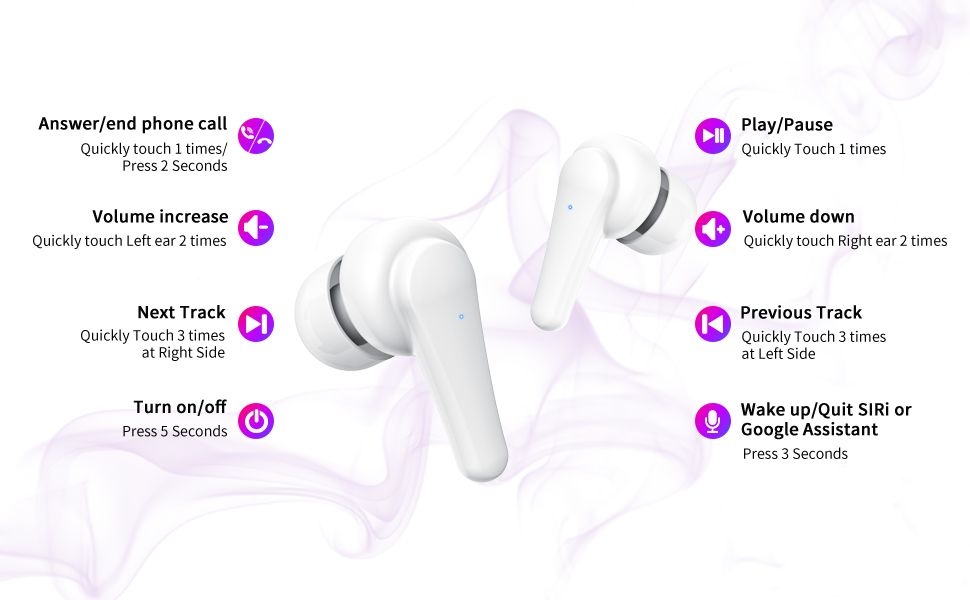 Answer/end phone call
Quickly touch 1 times/
Press 2 Seconds
Volume increase
Quickly touch Left ear 2 times
Next Track
Quickly Touch 3 times
at Right Side
Turn on/off
Press 5 Seconds
Play/Pause
Quickly Touch 1 times
Volume down
Quickly touch Right ear 2 times
Previous Track
Quickly Touch 3 times
at Left Side
Wake up/Quit SIRi or
Google Assistant
Press 3 Seconds